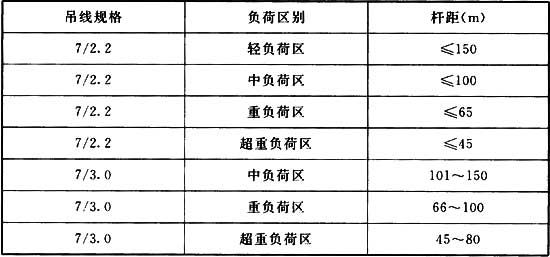 吊线规格 负荷区别 杆距(m)
7/2.2 轻负荷区 ≤150
7/2.2 中负荷区 ≤100
7/2.2 重负荷区 ≤65
7/2.2 超重负荷区 ≤45
7/3.0 中负荷区 101~150
7/3.0 重负荷区 66~100
7/3.0 超重负荷区 45~80